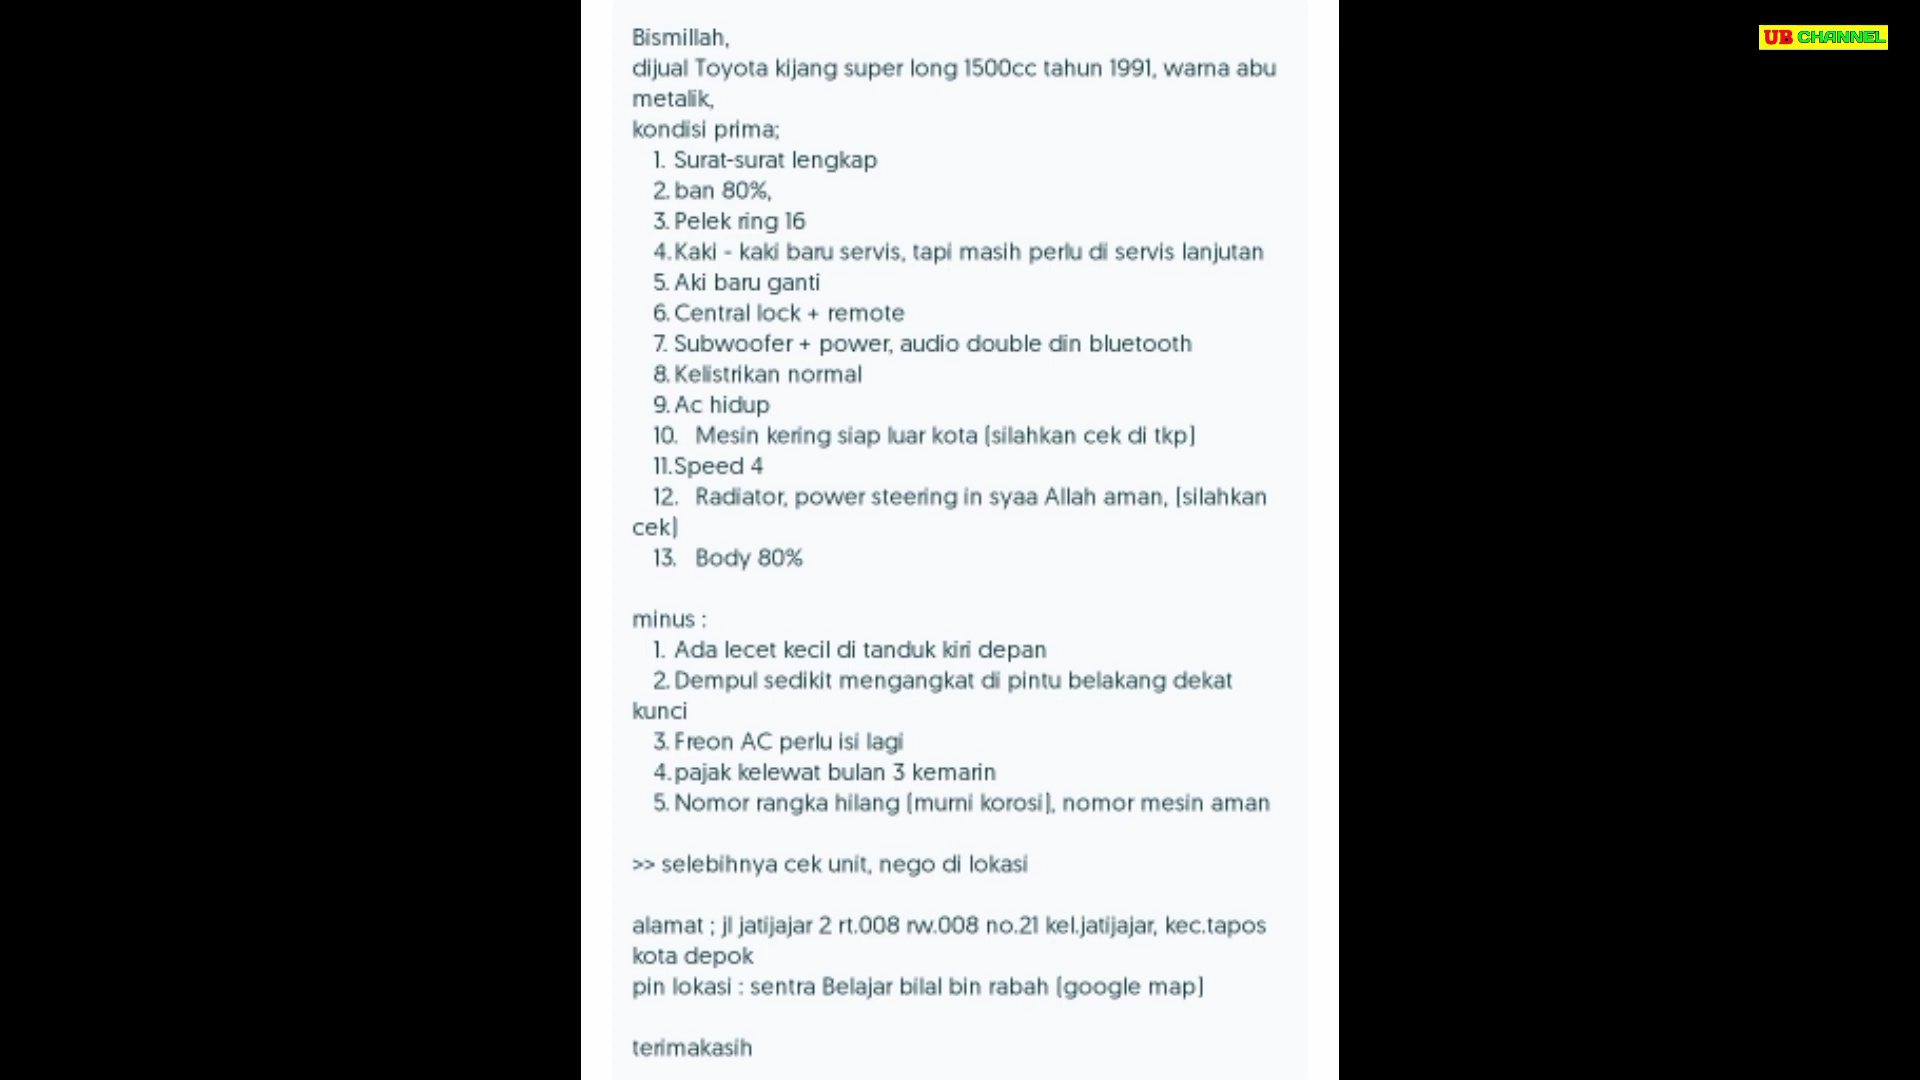 UB CHANNEL
Bismillah,
dijual Toyota kijang super long 1500cc tahun 1991, warna abu
metalik,
kondisi prima;
1. Surat-surat lengkap
2. ban 80%,
3. Pelek ring 16
4. Kaki - kaki baru servis, tapi masih perlu di servis lanjutan
5. Aki baru ganti
6. Central lock + remote
7. Subwoofer + power, audio double din bluetooth
8. Kelistrikan normal
9. Ac hidup
10. Mesin kering siap luar kota (silahkan cek di tkp)
11. Speed 4
12. Radiator, power steering in syaa Allah aman, (silahkan
cek)
13. Body 80%
minus :
1. Ada lecet kecil di tanduk kiri depan
2. Dempul sedikit mengangkat di pintu belakang dekat
kunci
3. Freon AC perlu isi lagi
4. pajak kelewat bulan 3 kemarin
5. Nomor rangka hilang (murni korosi), nomor mesin aman
>> selebihnya cek unit, nego di lokasi
alamat ; jl jatijajar 2 rt.008 rw.008 no.21 kel.jatijajar, kec.tapos
kota depok
pin lokasi : sentra Belajar bilal bin rabah (google map)
terimakasih